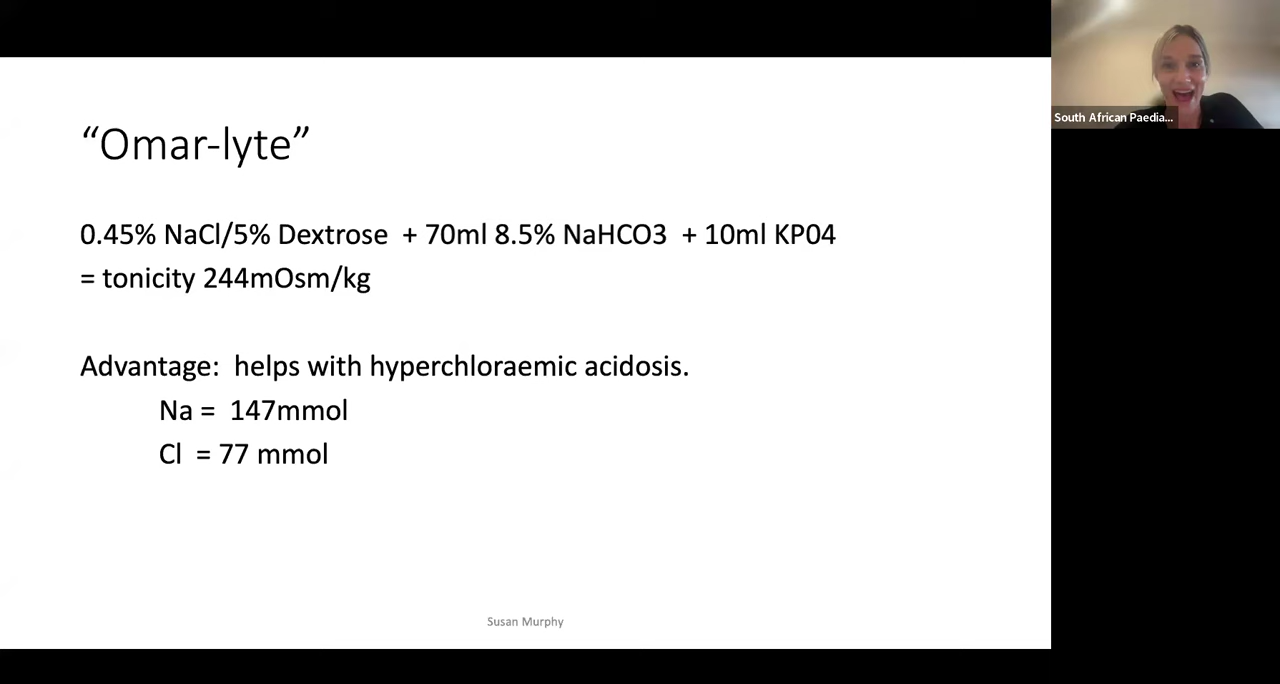 “Omar-lyte”
0.45% NaCl/5% Dextrose + 70ml 8.5% NaHCO3 + 10ml KP04
= tonicity 244mOsm/kg
Advantage: helps with hyperchloraemic acidosis.
Na = 147mmol
Cl = 77 mmol
Susan Murphy
South African Paedia...